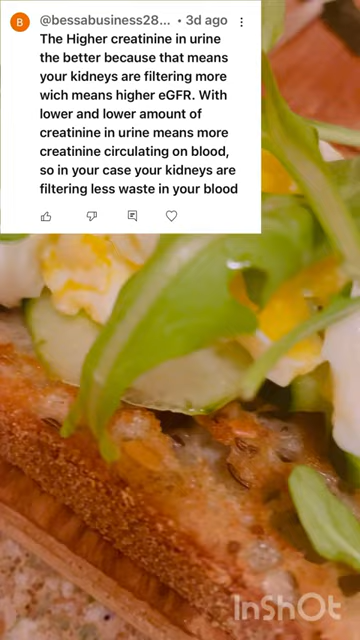 B @bessabusiness28... • 3d ago
The Higher creatinine in urine
the better because that means
your kidneys are filtering more
wich means higher eGFR. With
lower and lower amount of
creatinine in urine means more
creatinine circulating on blood,
so in your case your kidneys are
filtering less waste in your blood
InShOt